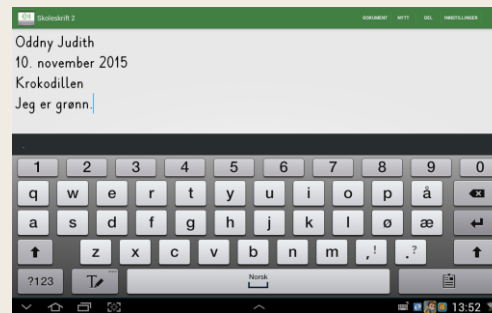 Skoleskrift 2 DOKUMENT NYTT DEL INNSTILLINGER
Oddny Judith
10. november 2015
Krokodillen
Jeg er grønn.
1 2 3 4 5 6 7 8 9 0
q w e r t y u i o p å
a s d f g h j k l ø æ
z x c v b n m , ! . ?
?123 T Norsk
13:52